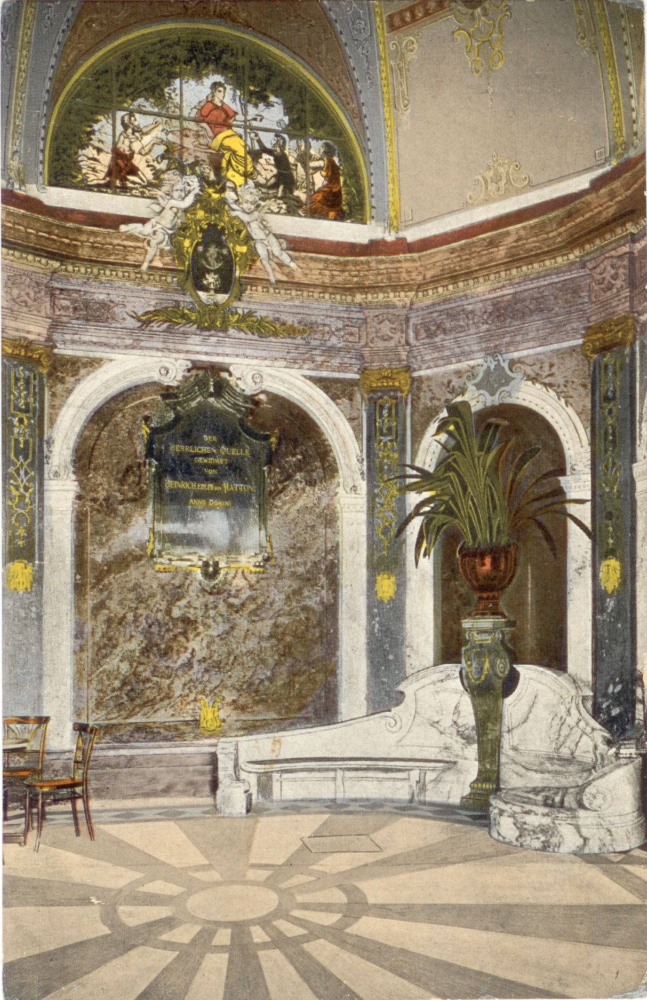 DER
HERRLICHEN QUELLE
GEWIDMET
VON
HEINRICH EDLER VON MATTONI
ANNO DOMINI